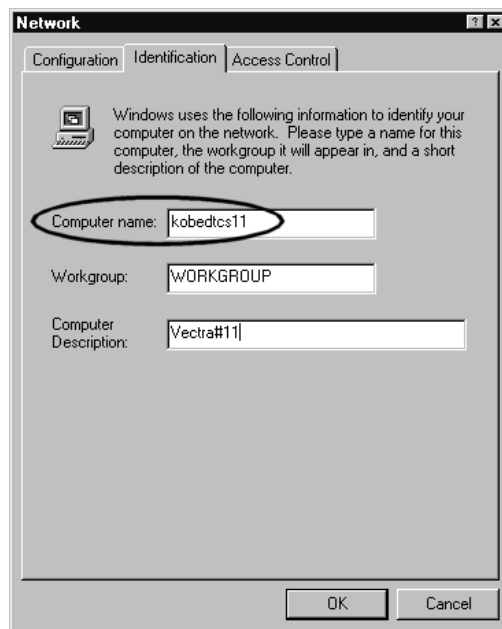 Network
Configuration Identification Access Control
Windows uses the following information to identify your
computer on the network. Please type a name for this
computer, the workgroup it will appear in, and a short
description of the computer.
Computer name: kobedtcs11
Workgroup: WORKGROUP
Computer
Description: Vectra#11
OK Cancel